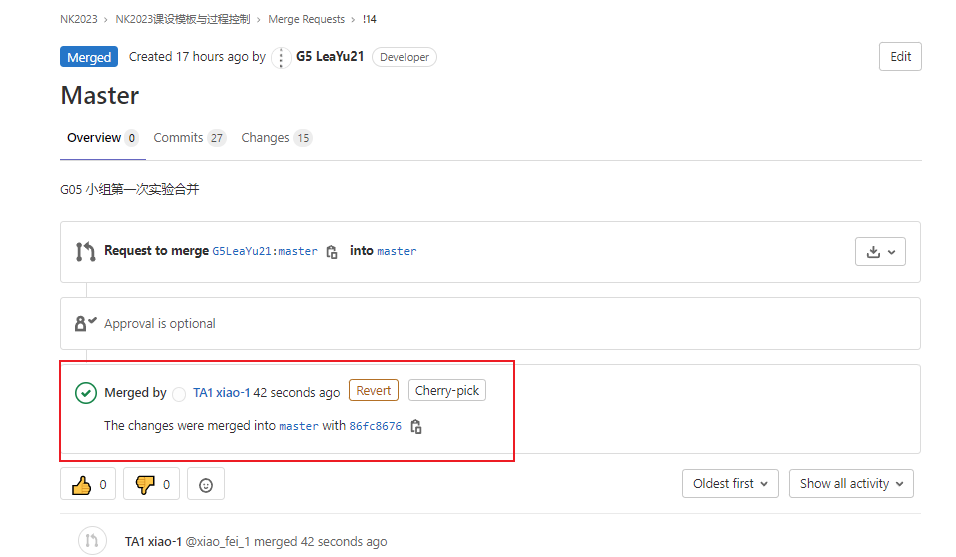 NK2023 › NK2023课设模板与过程控制 › Merge Requests › !14
Merged Created 17 hours ago by G5 LeaYu21 Developer Edit
Master
Overview 0 Commits 27 Changes 15
G05 小组第一次实验合并
Request to merge G5LeaYu21:master into master
Approval is optional
Merged by TA1 xiao-1 42 seconds ago Revert Cherry-pick
The changes were merged into master with 86fc8676
0 0 Oldest first Show all activity
TA1 xiao-1 @xiao_fei_1 merged 42 seconds ago